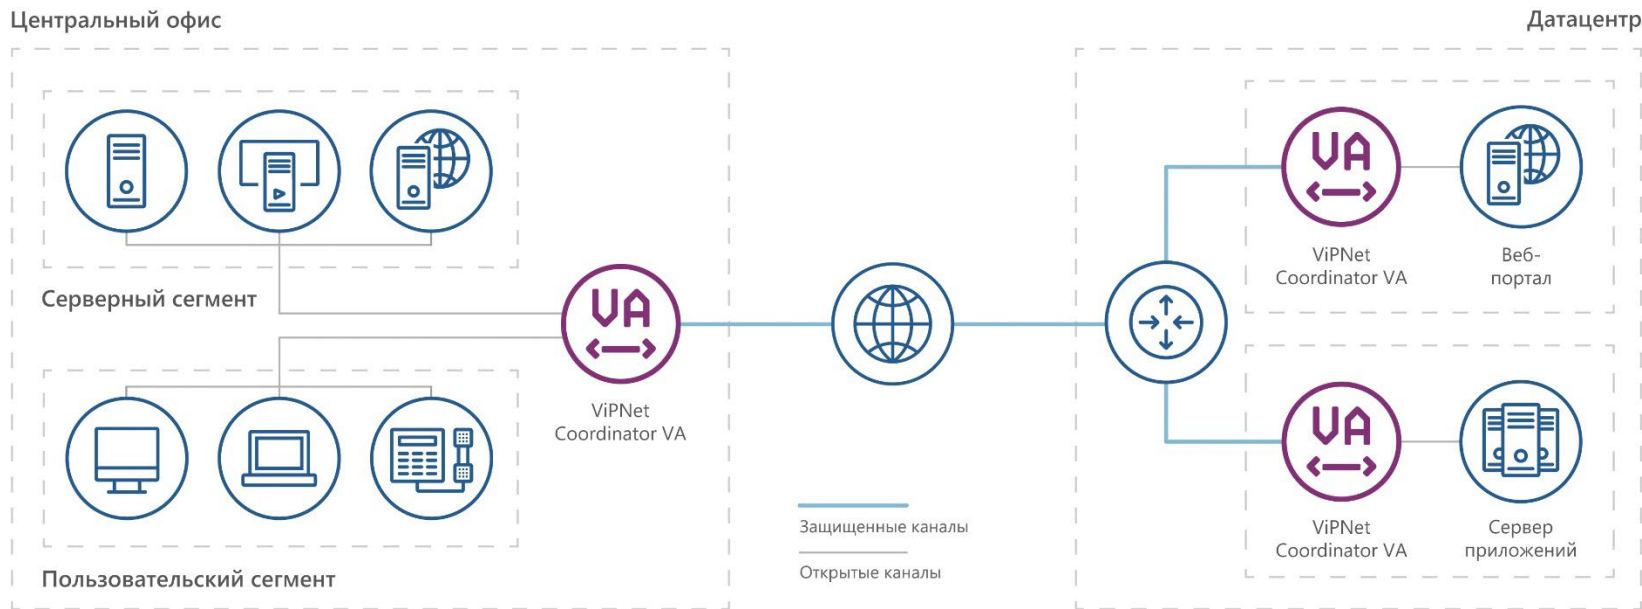 Центральный офис
Датацентр
Серверный сегмент
VA
ViPNet
Coordinator VA
Пользовательский сегмент
Защищенные каналы
Открытые каналы
VA
ViPNet
Coordinator VA
Веб-
портал
VA
ViPNet
Coordinator VA
Сервер
приложений